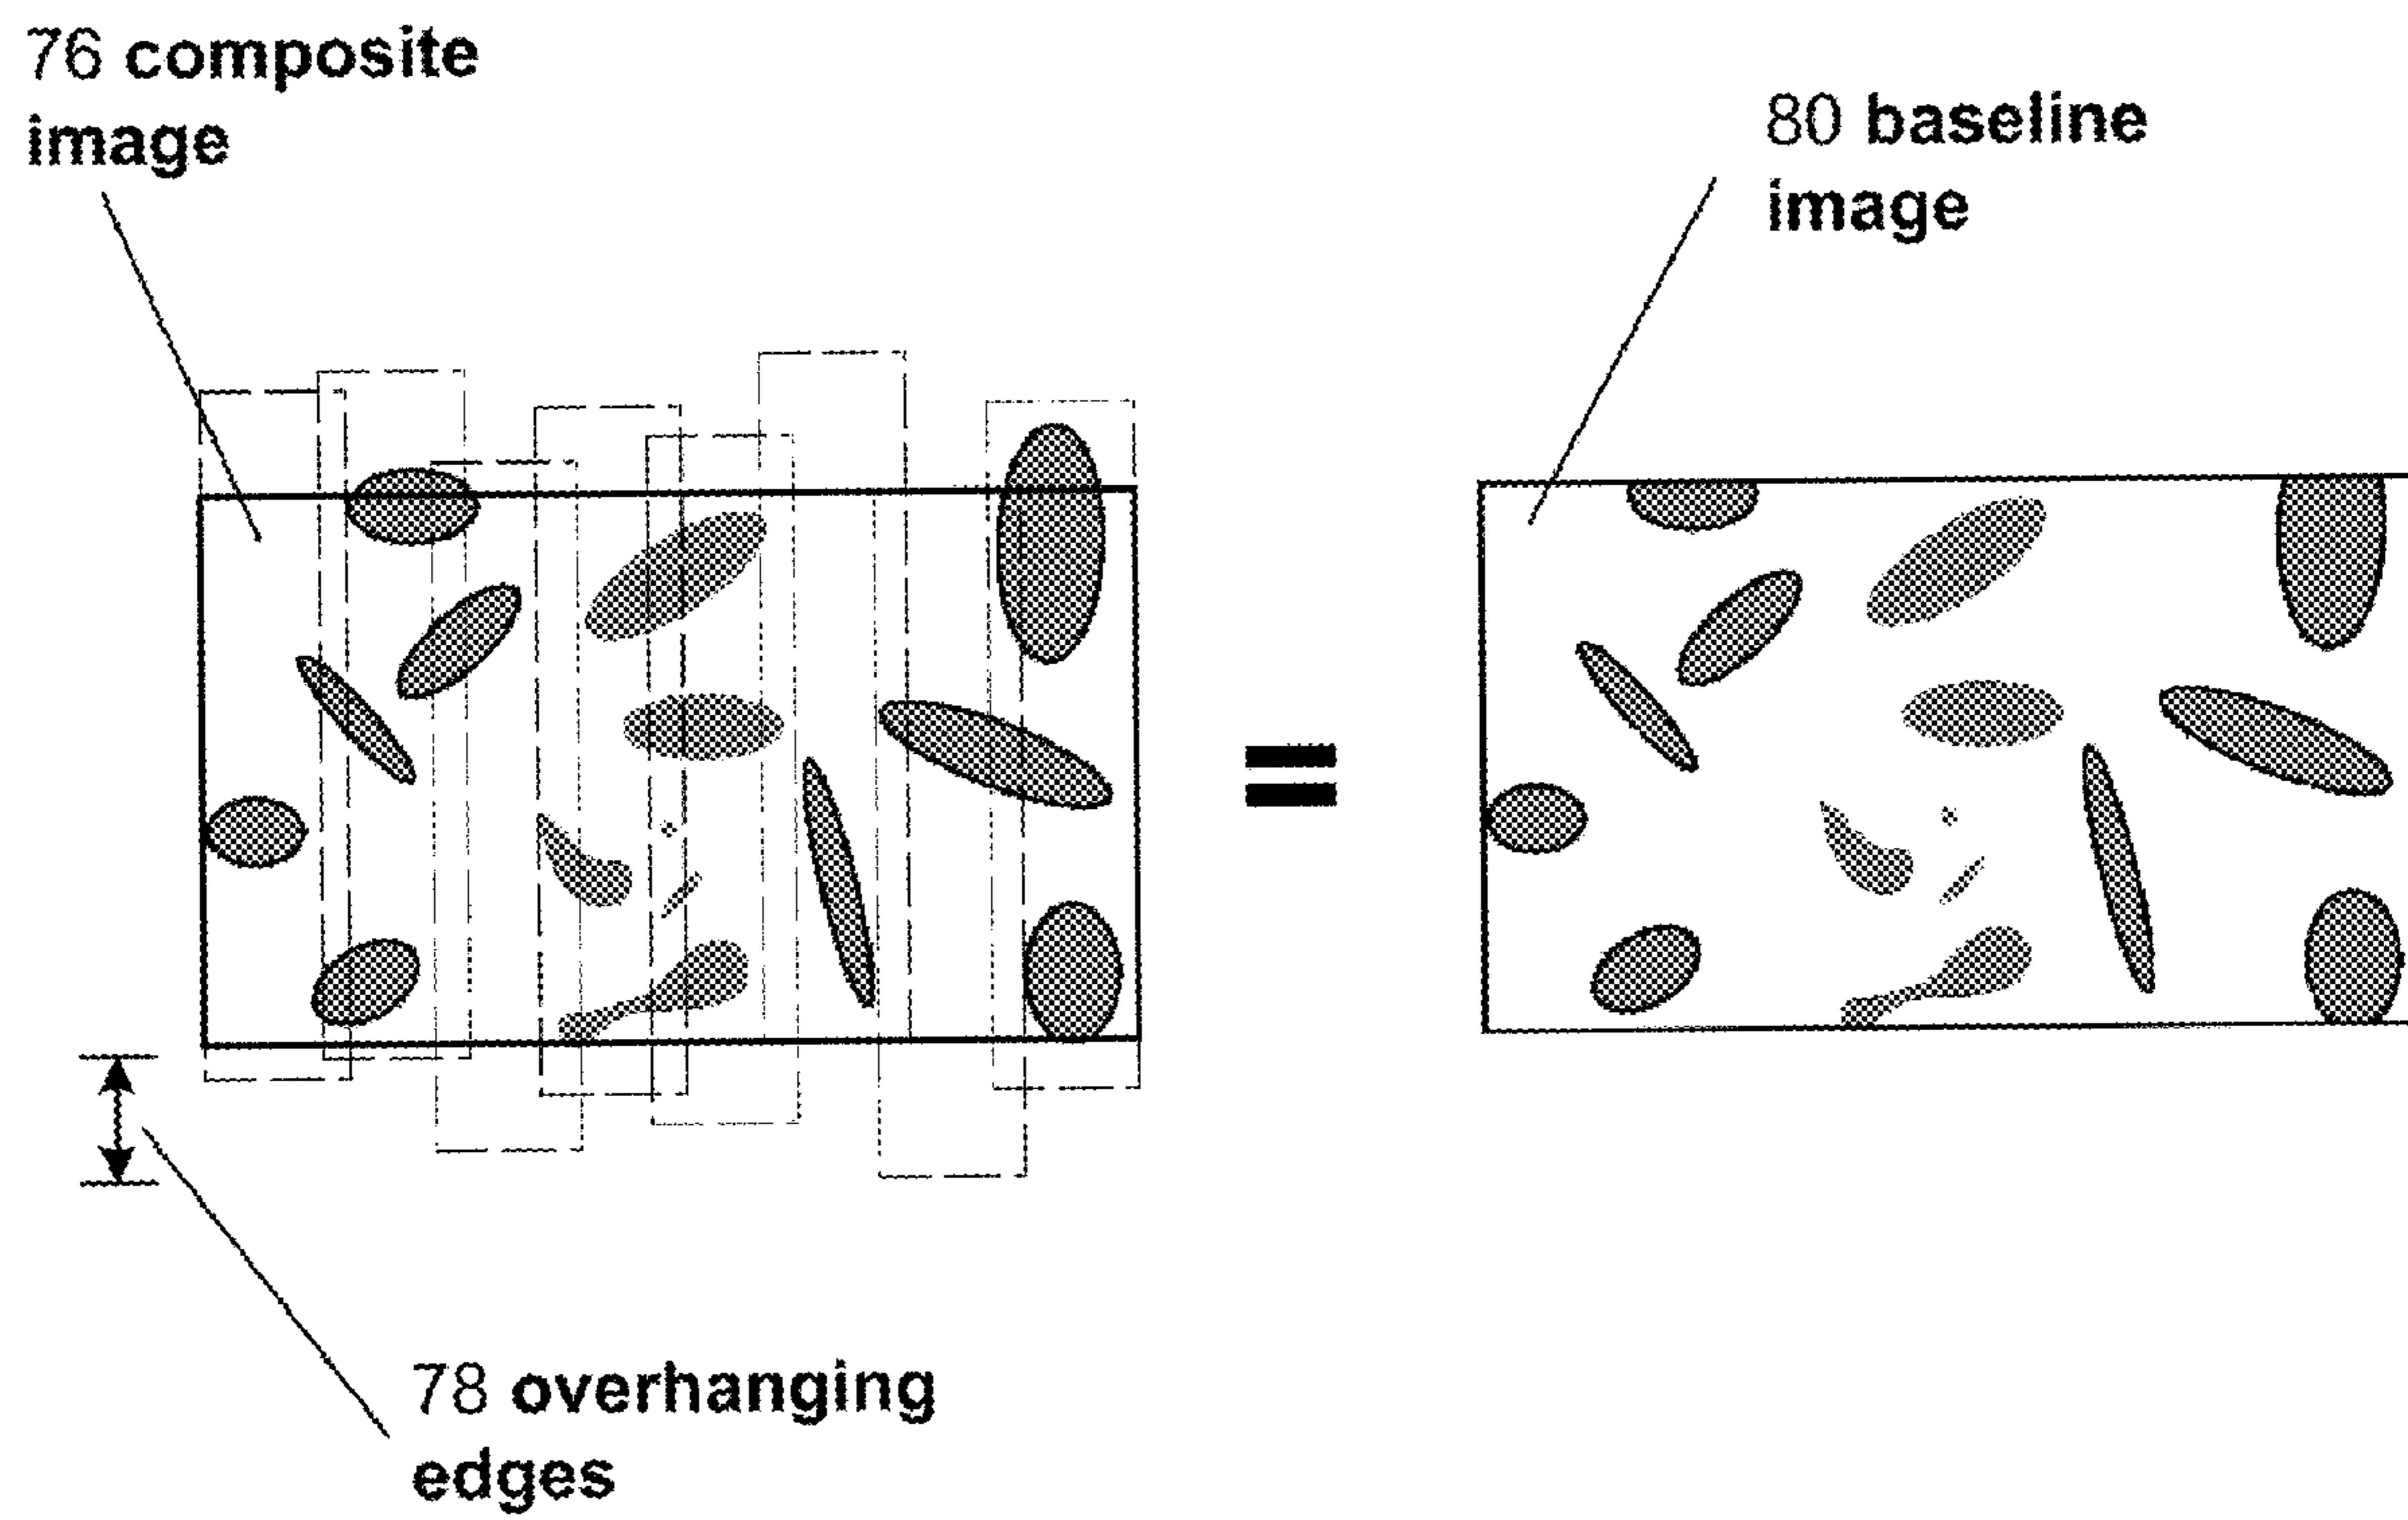 76 composite
image
80 baseline
image
=
78 overhanging
edges